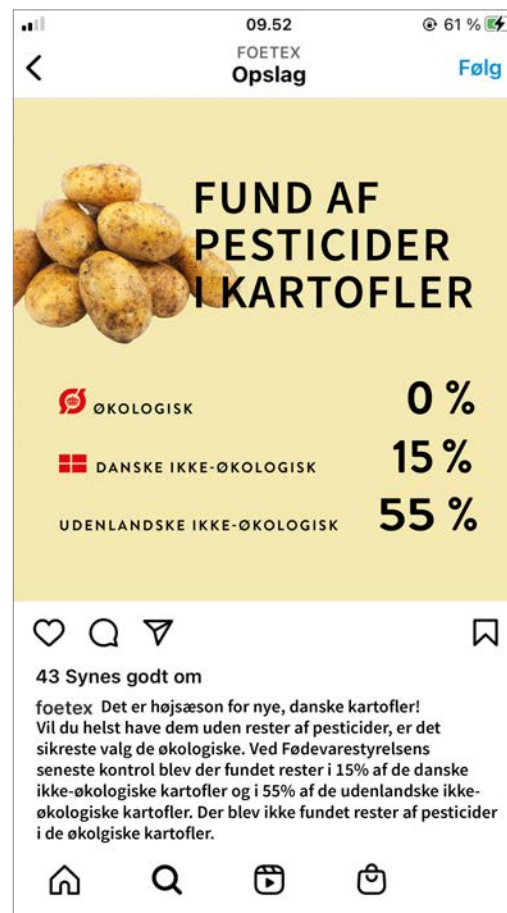 09.52
61 %
FOETEX
Opslag
Følg
FUND AF
PESTICIDER
I KARTOFLER
ØKOLOGISK 0 %
DANSKE IKKE-ØKOLOGISK 15 %
UDENLANDSKE IKKE-ØKOLOGISK 55 %
43 Synes godt om
foetex Det er højsæson for nye, danske kartofler!
Vil du helst have dem uden rester af pesticider, er det
sikreste valg de økologiske. Ved Fødevarestyrelsens
seneste kontrol blev der fundet rester i 15% af de danske
ikke-økologiske kartofler og i 55% af de udenlandske ikke-
økologiske kartofler. Der blev ikke fundet rester af pesticider
i de økolgiske kartofler.